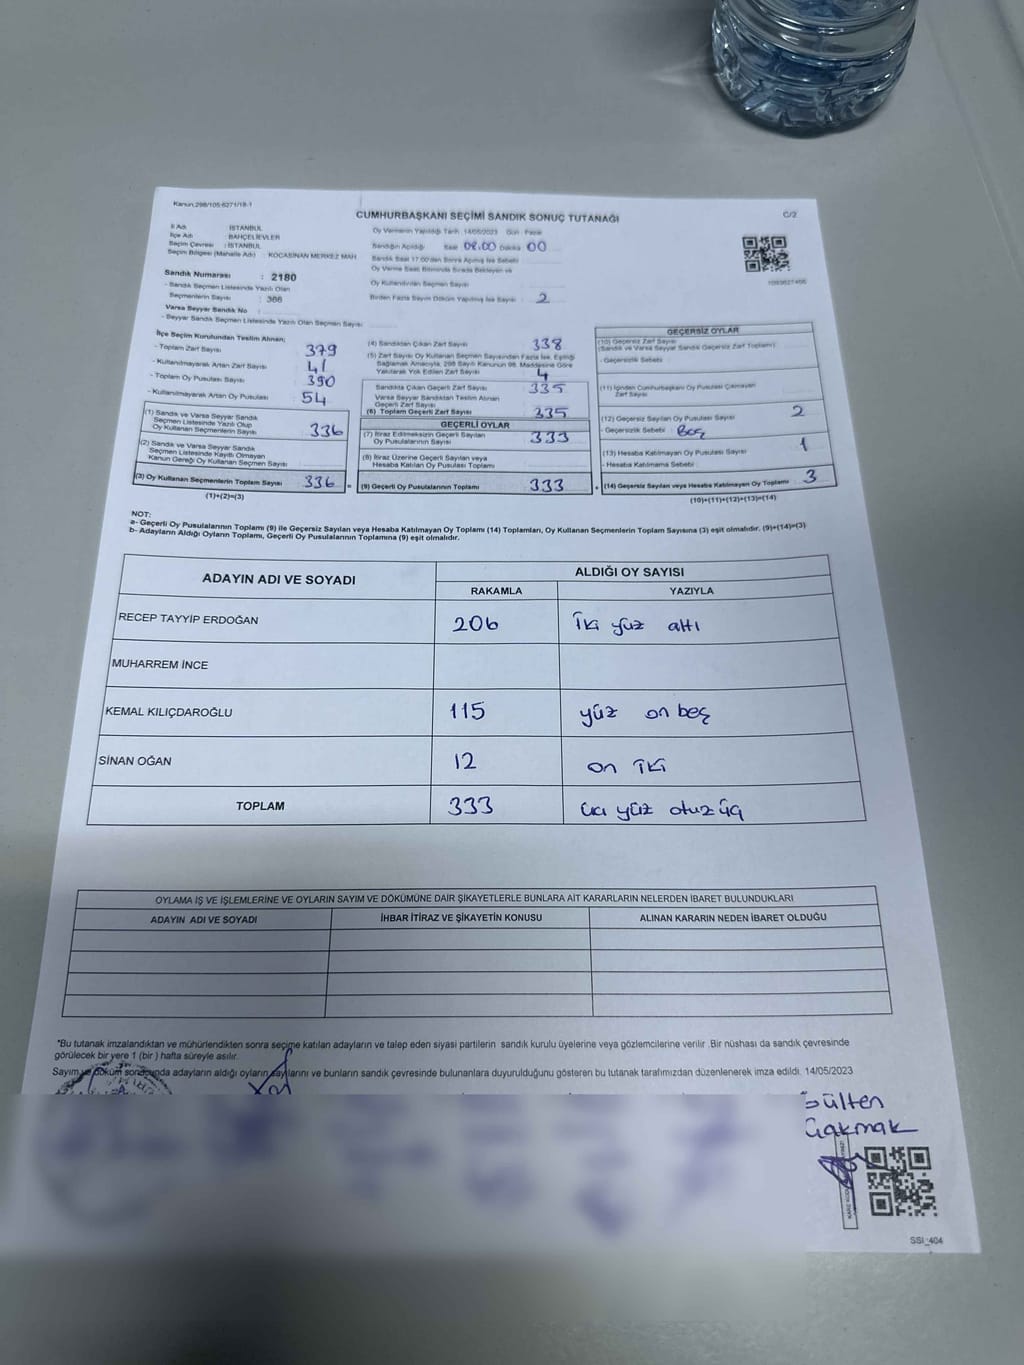 Kanun:298/105-6271/18-1
C/2
CUMHURBAŞKANI SEÇİMİ SANDIK SONUÇ TUTANAĞI
İl Adı : İSTANBUL
İlçe Adı : BAHÇELİEVLER
Seçim Çevresi : İSTANBUL
Seçim Bölgesi (Mahalle Adı) : KOCASİNAN MERKEZ MAH
Sandık Numarası : 2180
- Sandık Seçmen Listesinde Yazılı Olan
Seçmenlerin Sayısı : 366
Varsa Seyyar Sandık No
- Seyyar Sandık Seçmen Listesinde Yazılı Olan Seçmen Sayısı
Oy Vermenin Yapıldığı Tarih 14/05/2023 Gün : Pazar
Sandığın Açıldığı Saat 08.00 Dakika 00
Sandık Saat 17:00'den Sonra Açılmış İse Sebebi
Oy Verme Saati Bitiminde Sırada Bekleyen ve
Oy Kullandırılan Seçmen Sayısı
Birden Fazla Sayım Döküm Yapılmış İse Sayısı 2
İlçe Seçim Kurulundan Teslim Alınan;
- Toplam Zarf Sayısı 379
- Kullanılmayarak Artan Zarf Sayısı 41
- Toplam Oy Pusulası Sayısı 390
- Kullanılmayarak Artan Oy Pusulası 54
(1) Sandık ve Varsa Seyyar Sandık
Seçmen Listesinde Yazılı Olup
Oy Kullanan Seçmenlerin Sayısı 336
(2) Sandık ve Varsa Seyyar Sandık
Seçmen Listesinde Kayıtlı Olmayan
Kanun Gereği Oy Kullanan Seçmen Sayısı
(3) Oy Kullanan Seçmenlerin Toplam Sayısı 336
(1)+(2)=(3)
(4) Sandıktan Çıkan Zarf Sayısı 338
(5) Zarf Sayısı Oy Kullanan Seçmen Sayısından Fazla İse, Eşitliği
Sağlamak Amacıyla, 298 Sayılı Kanunun 98. Maddesine Göre
Yakılarak Yok Edilen Zarf Sayısı 4
Sandıkta Çıkan Geçerli Zarf Sayısı 335
Varsa Seyyar Sandıktan Teslim Alınan
Geçerli Zarf Sayısı
(6) Toplam Geçerli Zarf Sayısı 335
GEÇERLİ OYLAR
(7) İtiraz Edilmeksizin Geçerli Sayılan
Oy Pusulalarının Sayısı 333
(8) İtiraz Üzerine Geçerli Sayılan veya
Hesaba Katılan Oy Pusulası Toplamı
(9) Geçerli Oy Pusulalarının Toplamı 333
GEÇERSİZ OYLAR
(10) Geçersiz Zarf Sayısı
(Sandık ve Varsa Seyyar Sandık Geçersiz Zarf Toplamı)
- Geçersizlik Sebebi
(11) İçinden Cumhurbaşkanı Oy Pusulası Çıkmayan
Zarf Sayısı
(12) Geçersiz Sayılan Oy Pusulası Sayısı 2
- Geçersizlik Sebebi Boş
(13) Hesaba Katılmayan Oy Pusulası Sayısı 1
- Hesaba Katılmama Sebebi
(14) Geçersiz Sayılan veya Hesaba Katılmayan Oy Toplamı 3
(10)+(11)+(12)+(13)=(14)
NOT:
a- Geçerli Oy Pusulalarının Toplamı (9) ile Geçersiz Sayılan veya Hesaba Katılmayan Oy Toplamı (14) Toplamları, Oy Kullanan Seçmenlerin Toplam Sayısına (3) eşit olmalıdır. (9)+(14)=(3)
b- Adayların Aldığı Oyların Toplamı, Geçerli Oy Pusulalarının Toplamına (9) eşit olmalıdır.
ADAYIN ADI VE SOYADI
ALDIĞI OY SAYISI
RAKAMLA YAZIYLA
RECEP TAYYİP ERDOĞAN 206 İki yüz altı
MUHARREM İNCE
KEMAL KILIÇDAROĞLU 115 yüz on beş
SİNAN OĞAN 12 on iki
TOPLAM 333 yüz otuz üç
OYLAMA İŞ VE İŞLEMLERİNE VE OYLARIN SAYIM VE DÖKÜMÜNE DAİR ŞİKAYETLERLE BUNLARA AİT KARARLARIN NELERDEN İBARET BULUNDUKLARI
ADAYIN ADI VE SOYADI İHBAR İTİRAZ VE ŞİKAYETİN KONUSU ALINAN KARARIN NEDEN İBARET OLDUĞU
*Bu tutanak imzalandıktan ve mühürlendikten sonra seçime katılan adayların ve talep eden siyasi partilerin sandık kurulu üyelerine veya gözlemcilerine verilir .Bir nüshası da sandık çevresinde
görülecek bir yere 1 (bir ) hafta süreyle asılır.
Sayım ve döküm sonucunda adayların aldığı oyların sayılarını ve bunların sandık çevresinde bulunanlara duyurulduğunu gösteren bu tutanak tarafımızdan düzenlenerek imza edildi. 14/05/2023
Gülten
Çakmak
SSI_404